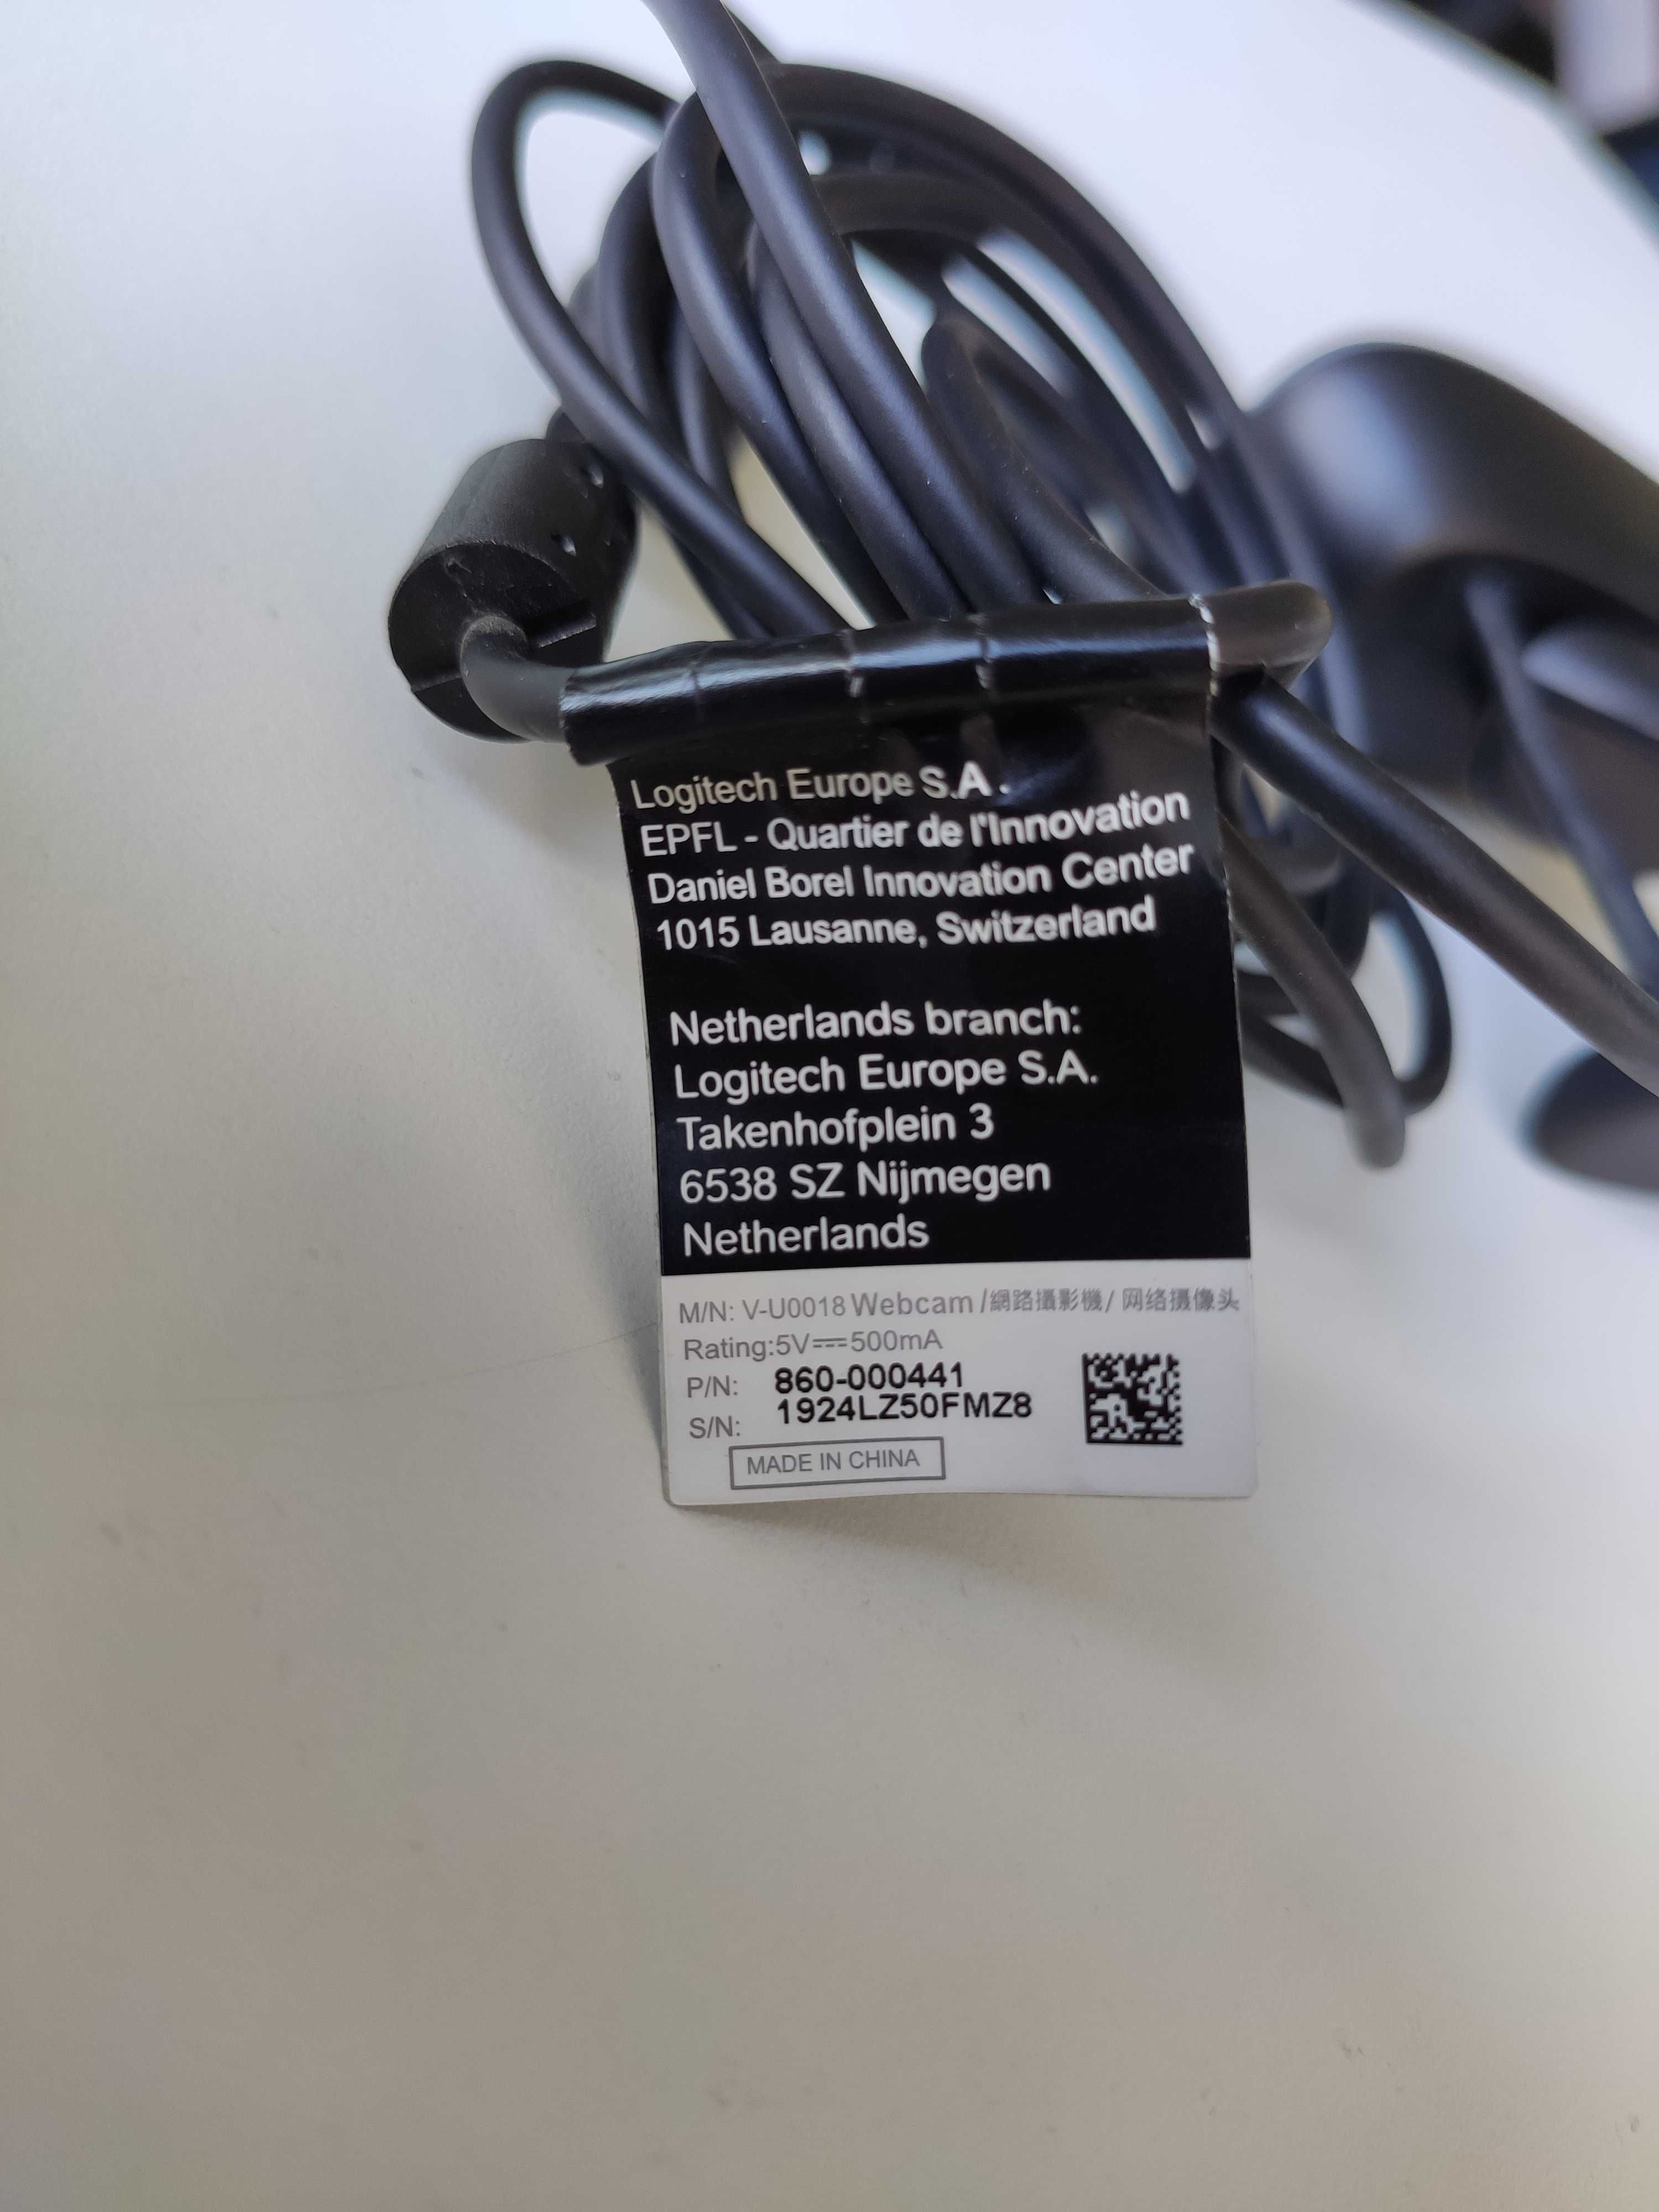 Logitech Europe S.A.
EPFL - Quartier de l'Innovation
Daniel Borel Innovation Center
1015 Lausanne, Switzerland
Netherlands branch:
Logitech Europe S.A.
Takenhofplein 3
6538 SZ Nijmegen
Netherlands
M/N: V-U0018 Webcam /網路攝影機/ 网络摄像头
Rating:5V⎓500mA
P/N: 860-000441
S/N: 1924LZ50FMZ8
MADE IN CHINA